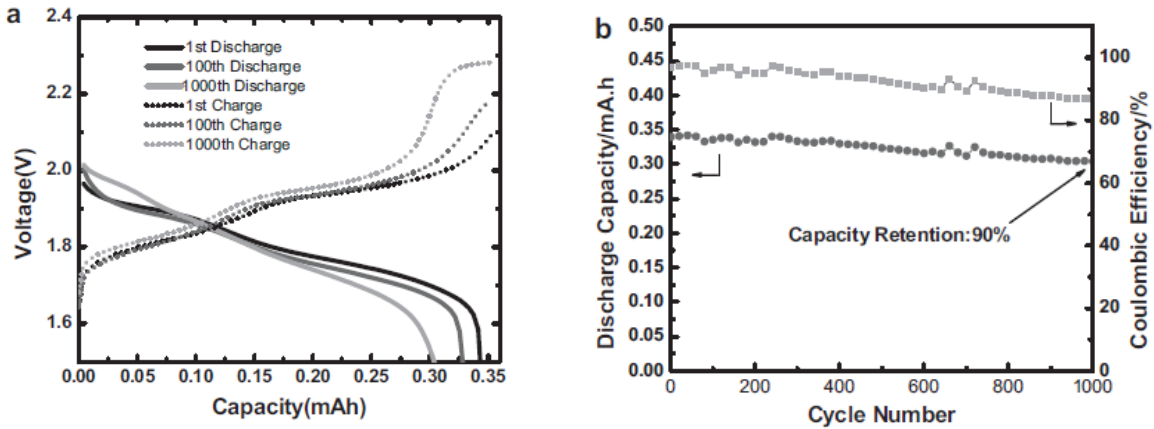 a
2.4
2.2
2.0
1.8
1.6
Voltage(V)
1st Discharge
100th Discharge
1000th Discharge
1st Charge
100th Charge
1000th Charge
0.00 0.05 0.10 0.15 0.20 0.25 0.30 0.35
Capacity(mAh)
b
0.50
0.45
0.40
0.35
0.30
0.25
0.20
0.15
0.10
0.05
0.00
Discharge Capacity/mA.h
Capacity Retention:90%
100
80
60
40
20
0
Coulombic Efficiency/%
0 200 400 600 800 1000
Cycle Number